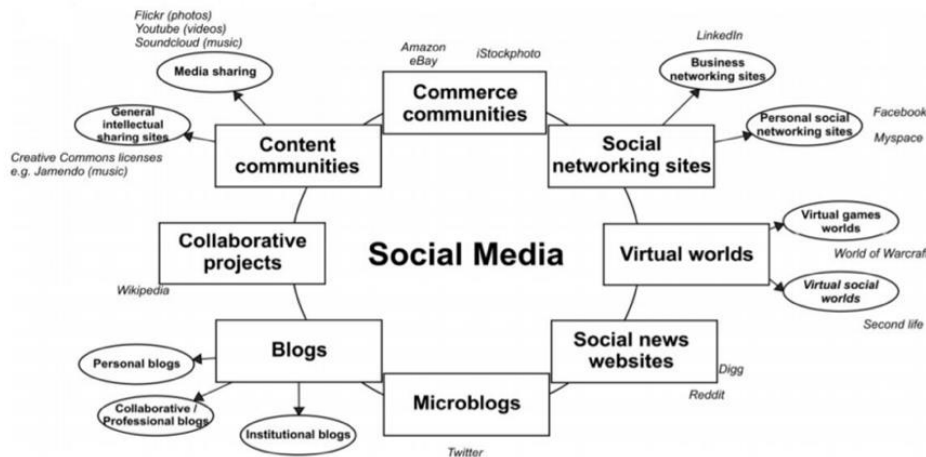 Flickr (photos)
Youtube (videos)
Soundcloud (music)
Media sharing
General
intellectual
sharing sites
Creative Commons licenses
e.g. Jamendo (music)
Content
communities
Amazon
eBay
iStockphoto
Commerce
communities
LinkedIn
Business
networking sites
Personal social
networking sites
Facebook
Myspace
Social
networking sites
Collaborative
projects
Wikipedia
Social Media
Virtual worlds
Virtual games
worlds
World of Warcraft
Virtual social
worlds
Second life
Blogs
Personal blogs
Collaborative /
Professional blogs
Institutional blogs
Microblogs
Twitter
Social news
websites
Digg
Reddit